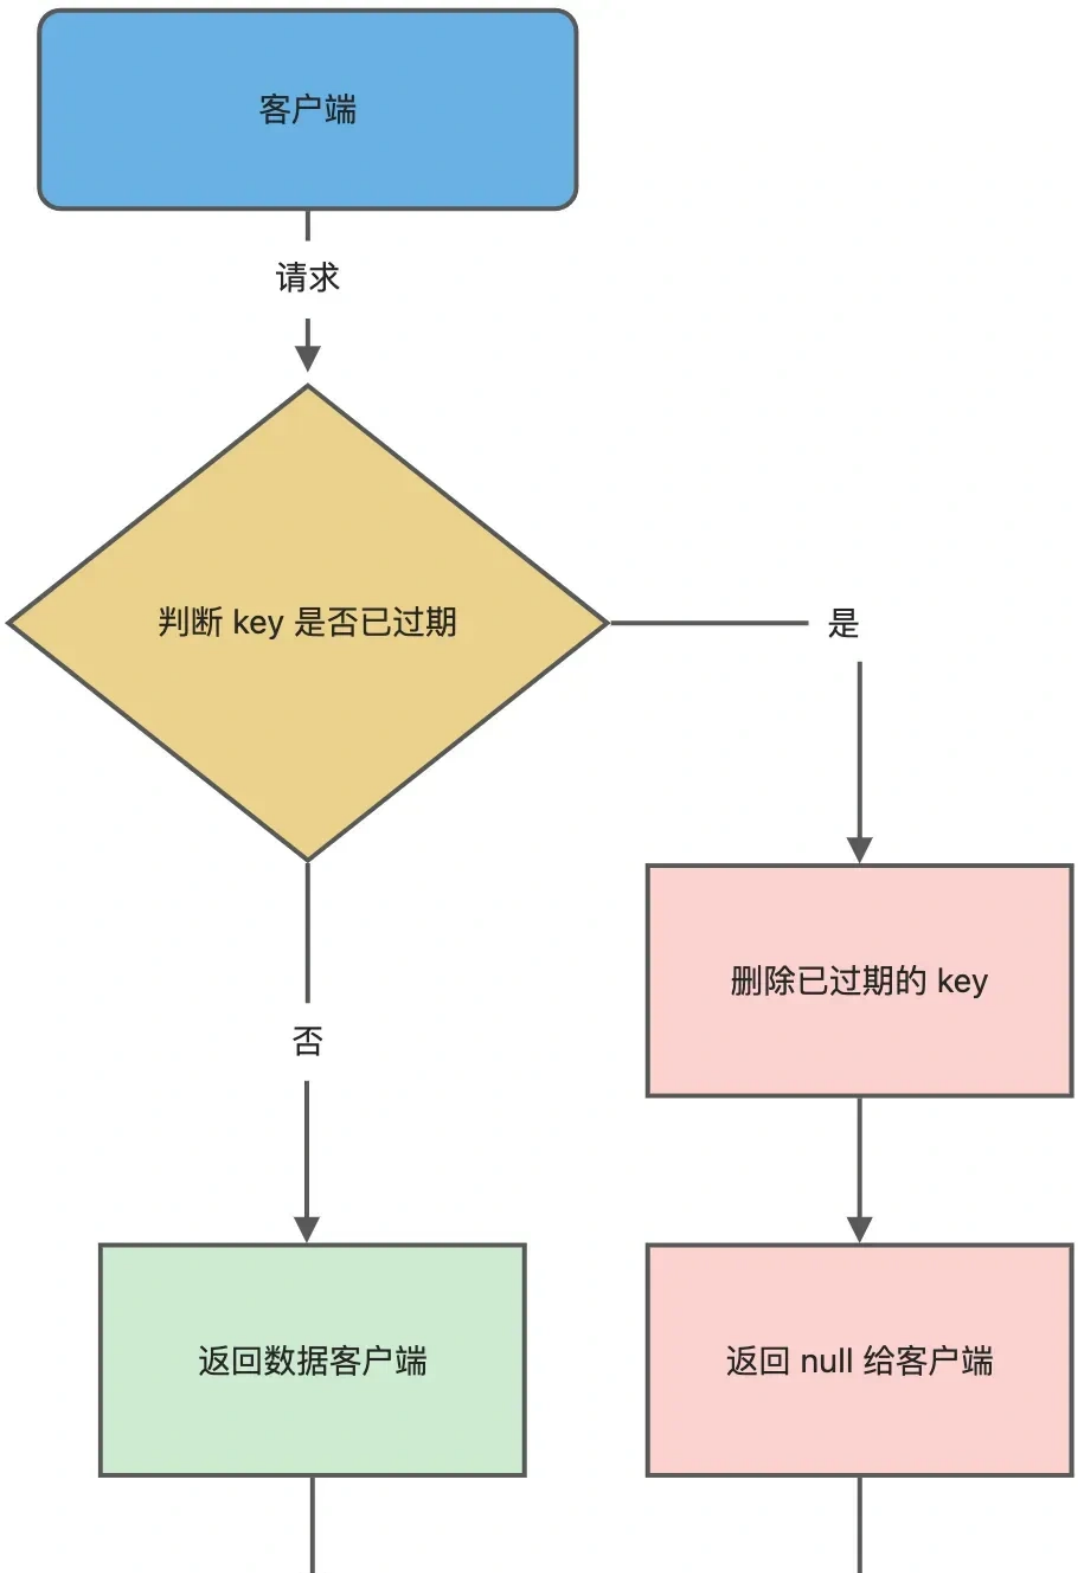 客户端
请求
判断 key 是否已过期
是
删除已过期的 key
否
返回数据客户端
返回 null 给客户端